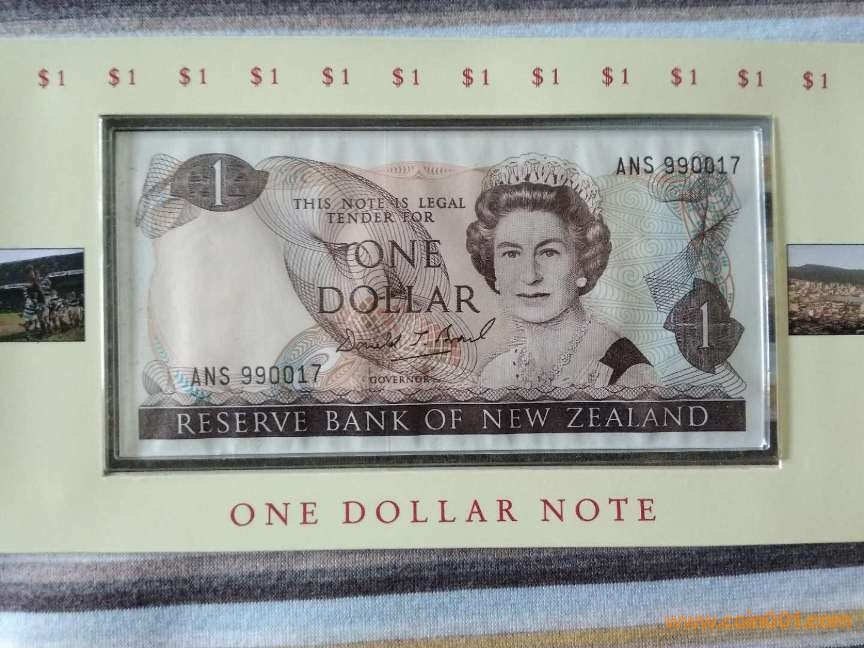 $1 $1 $1 $1 $1 $1 $1 $1 $1 $1 $1 $1
1
ANS 990017
THIS NOTE IS LEGAL
TENDER FOR
ONE
DOLLAR
1
ANS 990017
GOVERNOR
RESERVE BANK OF NEW ZEALAND
ONE DOLLAR NOTE
www.coin001.com